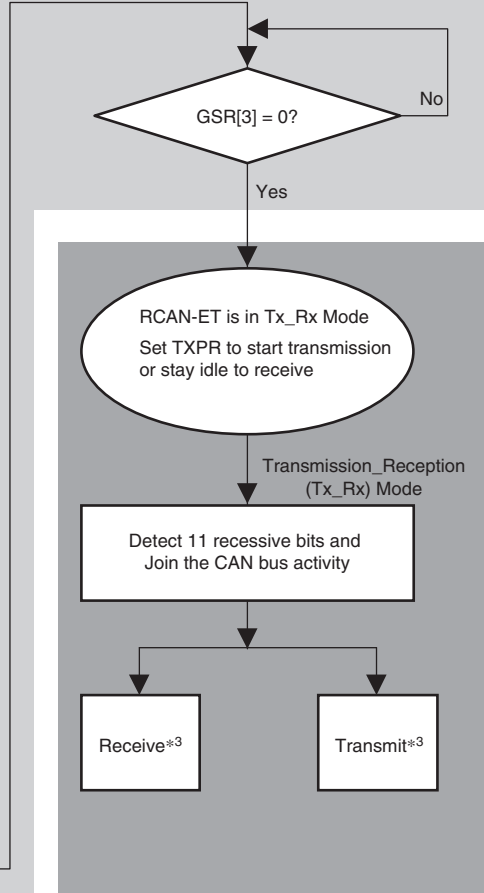 GSR[3] = 0?
No
Yes
RCAN-ET is in Tx_Rx Mode
Set TXPR to start transmission
or stay idle to receive
Transmission_Reception
(Tx_Rx) Mode
Detect 11 recessive bits and
Join the CAN bus activity
Receive*3
Transmit*3